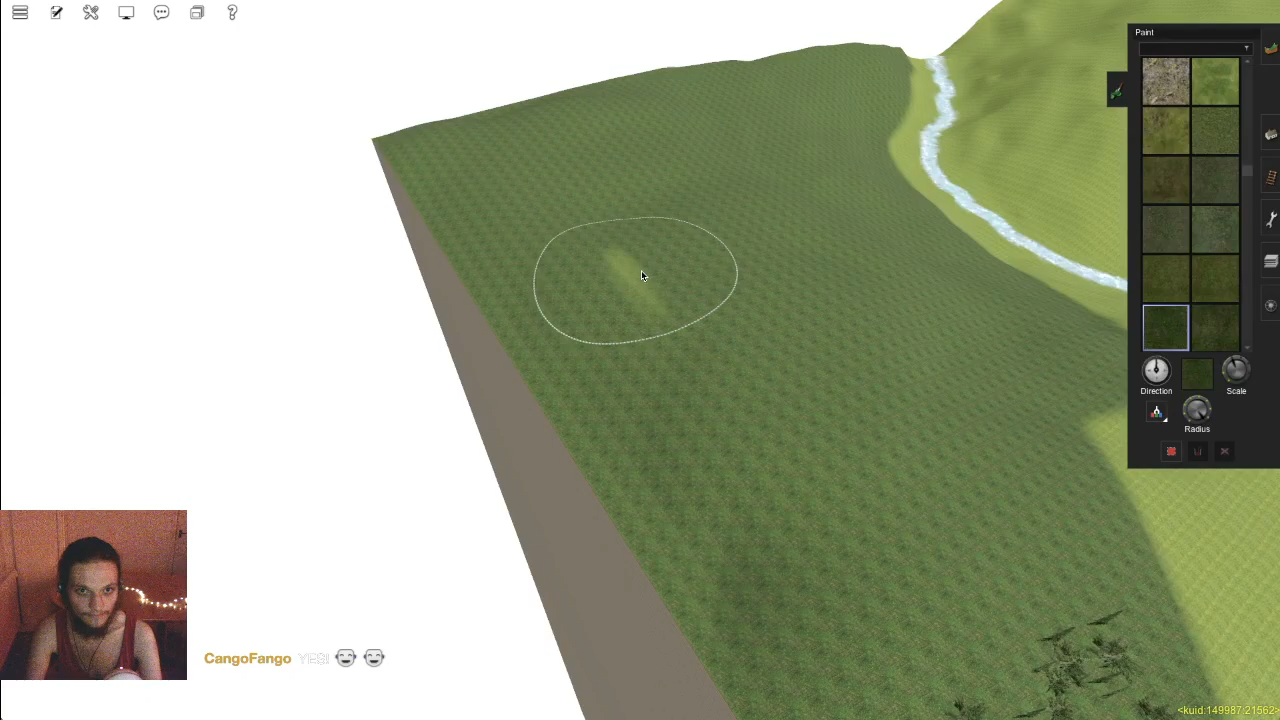 Paint
Direction
Scale
Radius
CangoFango YES!
<kuid:149987:21562>